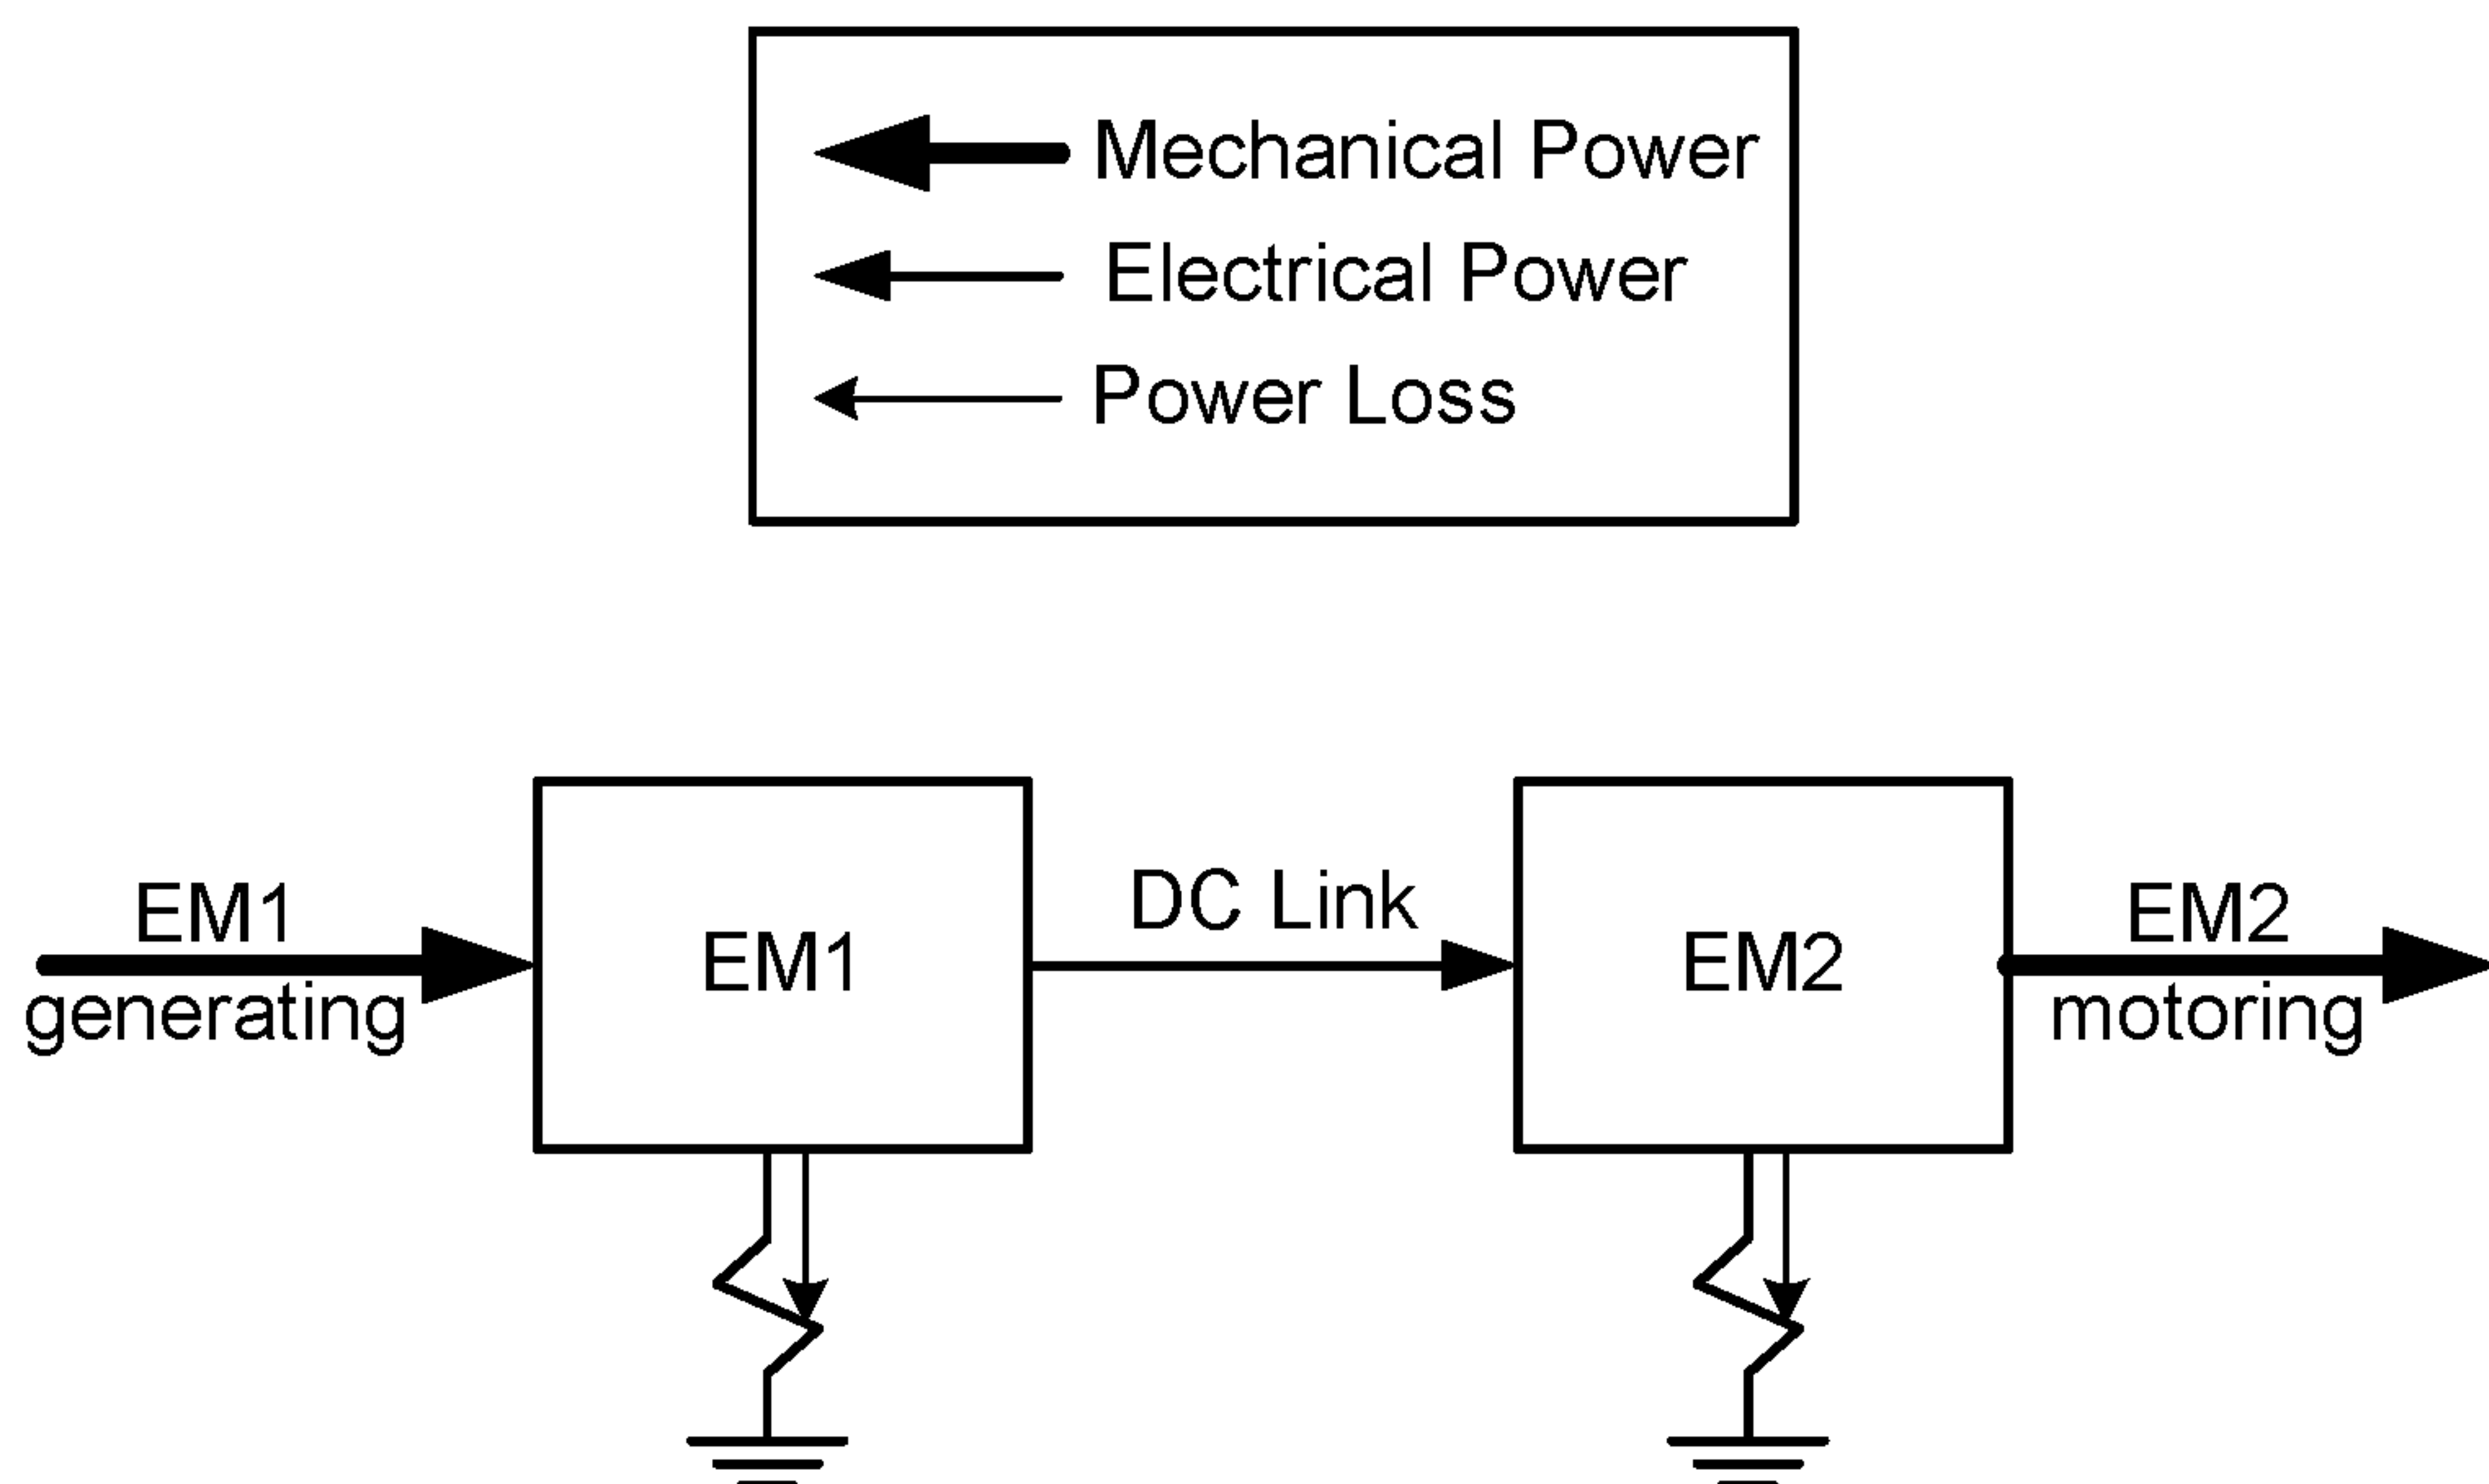 Mechanical Power
Electrical Power
Power Loss
EM1
generating
EM1
DC Link
EM2
EM2
motoring